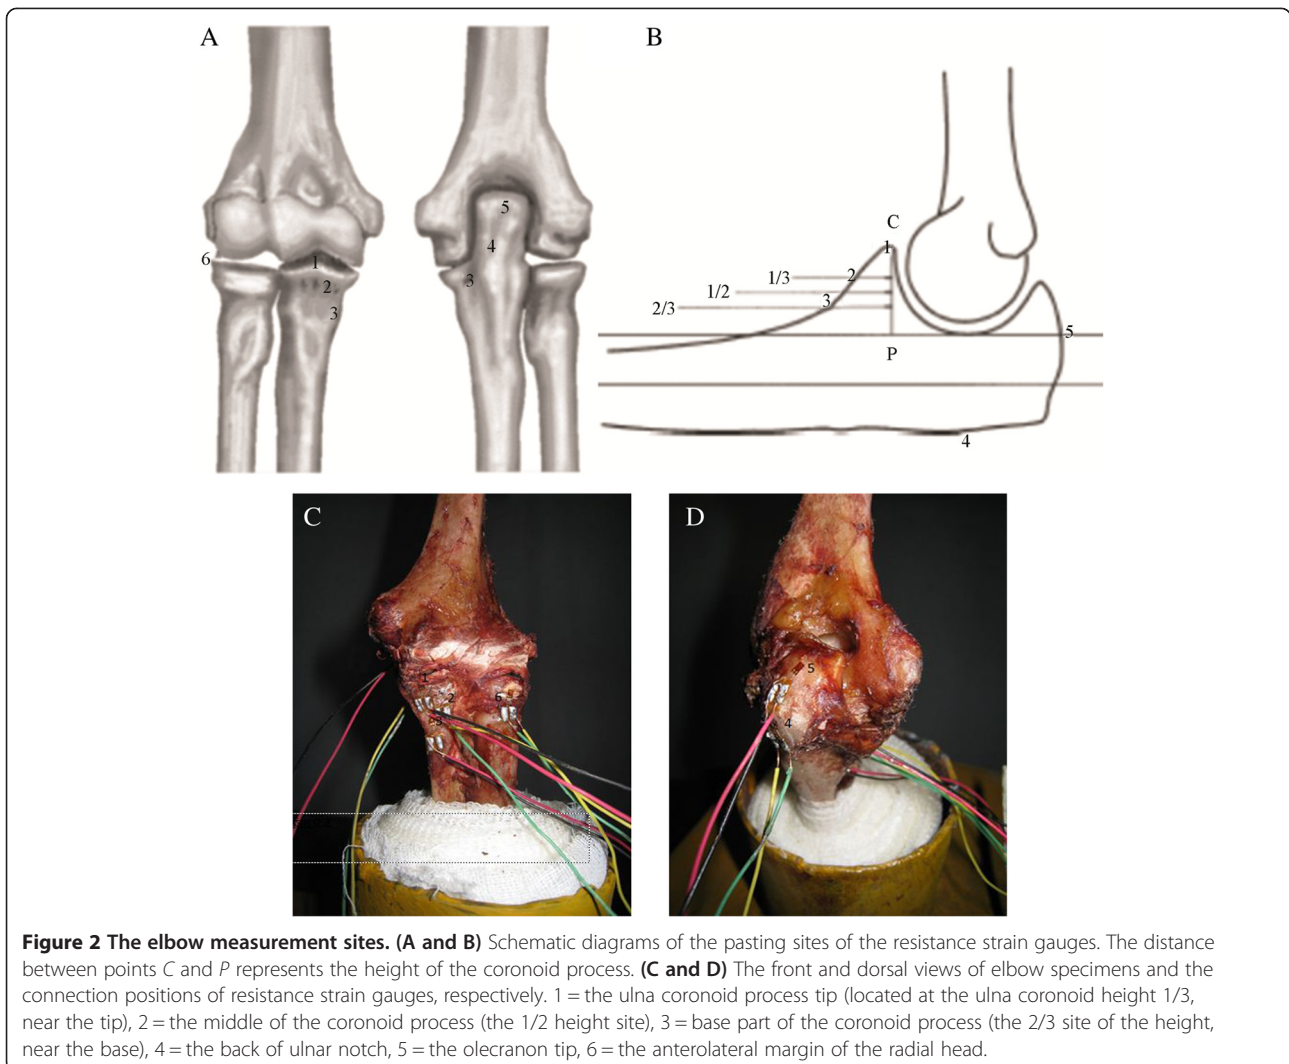 A
B
5
4
3
6
1
2
3
C
1
1/3
2
1/2
3
2/3
5
P
4
C
D
1
2
6
3
5
4
Figure 2 The elbow measurement sites. (A and B) Schematic diagrams of the pasting sites of the resistance strain gauges. The distance
between points C and P represents the height of the coronoid process. (C and D) The front and dorsal views of elbow specimens and the
connection positions of resistance strain gauges, respectively. 1 = the ulna coronoid process tip (located at the ulna coronoid height 1/3,
near the tip), 2 = the middle of the coronoid process (the 1/2 height site), 3 = base part of the coronoid process (the 2/3 site of the height,
near the base), 4 = the back of ulnar notch, 5 = the olecranon tip, 6 = the anterolateral margin of the radial head.